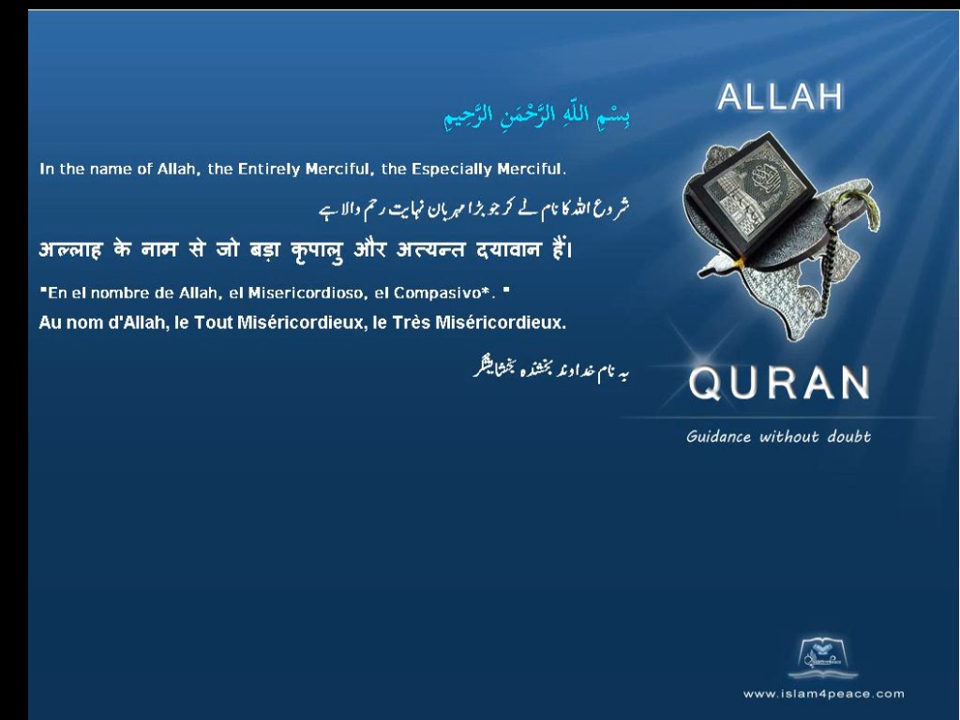 بِسْمِ اللّهِ الرَّحْمَنِ الرَّحِيمِ
In the name of Allah, the Entirely Merciful, the Especially Merciful.
شروع الله کا نام لے کر جو بڑا مہربان نہایت رحم والا ہے
अल्लाह के नाम से जो बड़ा कृपालु और अत्यन्त दयावान हैं।
"En el nombre de Allah, el Misericordioso, el Compasivo*. "
Au nom d'Allah, le Tout Miséricordieux, le Très Miséricordieux.
به نام خداوند بخشنده بخشایشگر
ALLAH
QURAN
Guidance without doubt
www.islam4peace.com